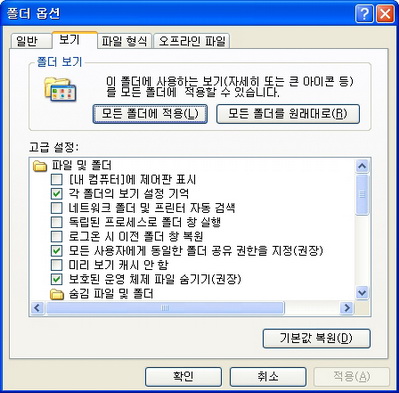 폴더 옵션
일반 보기 파일 형식 오프라인 파일
폴더 보기
이 폴더에 사용하는 보기(자세히 또는 큰 아이콘 등)
를 모든 폴더에 적용할 수 있습니다.
모든 폴더에 적용(L) 모든 폴더를 원래대로(R)
고급 설정:
파일 및 폴더
[내 컴퓨터]에 제어판 표시
각 폴더의 보기 설정 기억
네트워크 폴더 및 프린터 자동 검색
독립된 프로세스로 폴더 창 실행
로그온 시 이전 폴더 창 복원
모든 사용자에게 동일한 폴더 공유 권한을 지정(권장)
미리 보기 캐시 안 함
보호된 운영 체제 파일 숨기기(권장)
숨김 파일 및 폴더
기본값 복원(D)
확인 취소 적용(A)